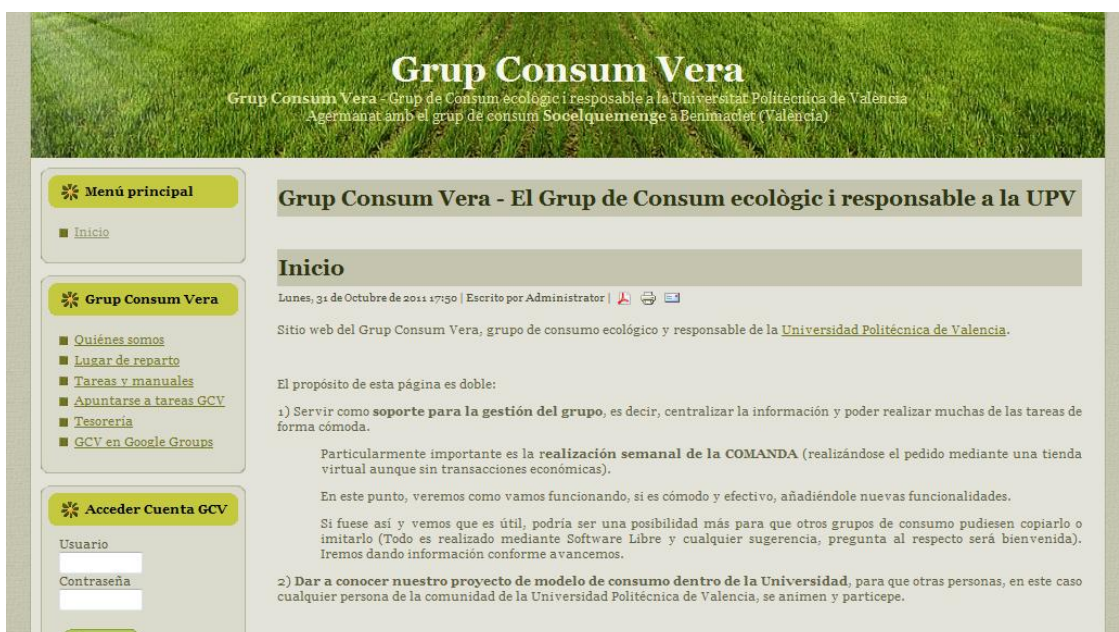 Grup Consum Vera
Grup Consum Vera - Grup de Consum ecològic i resposable a la Universitat Politècnica de València
Agermanat amb el grup de consum Socelquemenge a Benimaclet (València)
Menú principal
Inicio
Grup Consum Vera
Quiénes somos
Lugar de reparto
Tareas y manuales
Apuntarse a tareas GCV
Tesorería
GCV en Google Groups
Acceder Cuenta GCV
Usuario
Contraseña
Grup Consum Vera - El Grup de Consum ecològic i responsable a la UPV
Inicio
Lunes, 31 de Octubre de 2011 17:50 | Escrito por Administrator |
Sitio web del Grup Consum Vera, grupo de consumo ecológico y responsable de la Universidad Politécnica de Valencia.
El propósito de esta página es doble:
1) Servir como soporte para la gestión del grupo, es decir, centralizar la información y poder realizar muchas de las tareas de
forma cómoda.
Particularmente importante es la realización semanal de la COMANDA (realizándose el pedido mediante una tienda
virtual aunque sin transacciones económicas).
En este punto, veremos como vamos funcionando, si es cómodo y efectivo, añadiéndole nuevas funcionalidades.
Si fuese así y vemos que es útil, podría ser una posibilidad más para que otros grupos de consumo pudiesen copiarlo o
imitarlo (Todo es realizado mediante Software Libre y cualquier sugerencia, pregunta al respecto será bienvenida).
Iremos dando información conforme avancemos.
2) Dar a conocer nuestro proyecto de modelo de consumo dentro de la Universidad, para que otras personas, en este caso
cualquier persona de la comunidad de la Universidad Politécnica de Valencia, se animen y participe.